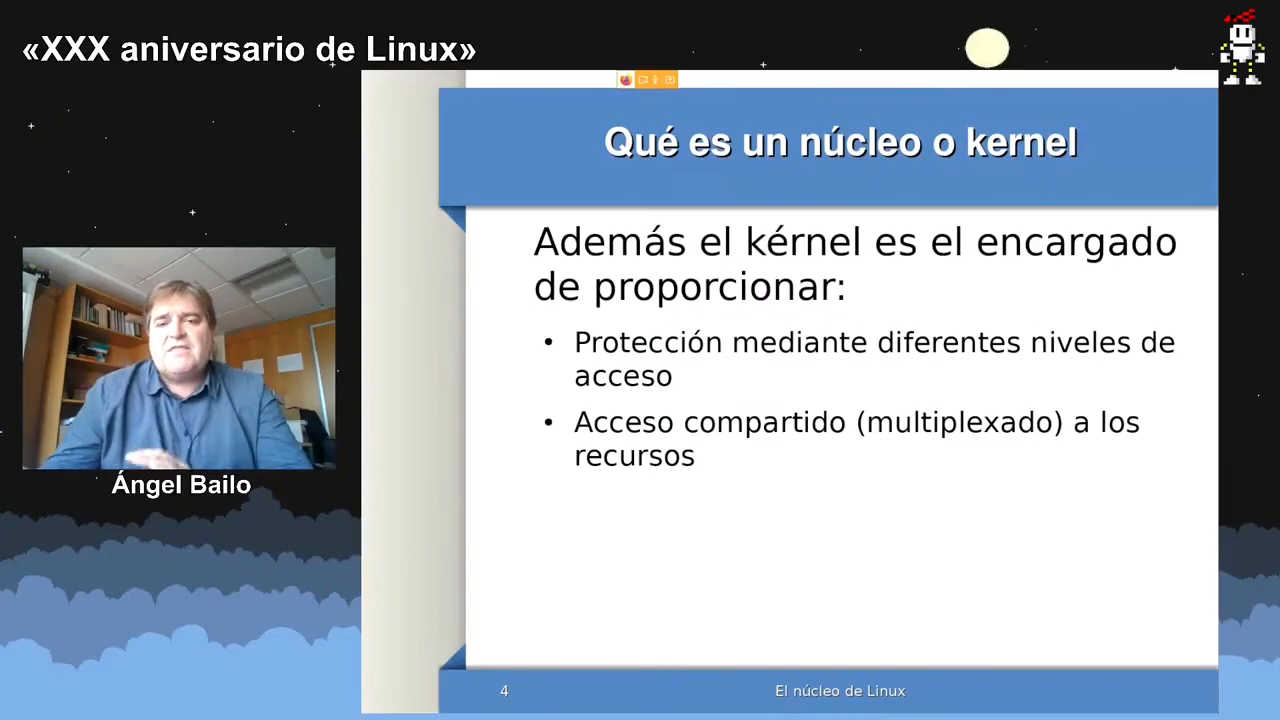 «XXX aniversario de Linux»
Qué es un núcleo o kernel
Además el kérnel es el encargado
de proporcionar:
• Protección mediante diferentes niveles de
acceso
• Acceso compartido (multiplexado) a los
recursos
Ángel Bailo
4
El núcleo de Linux